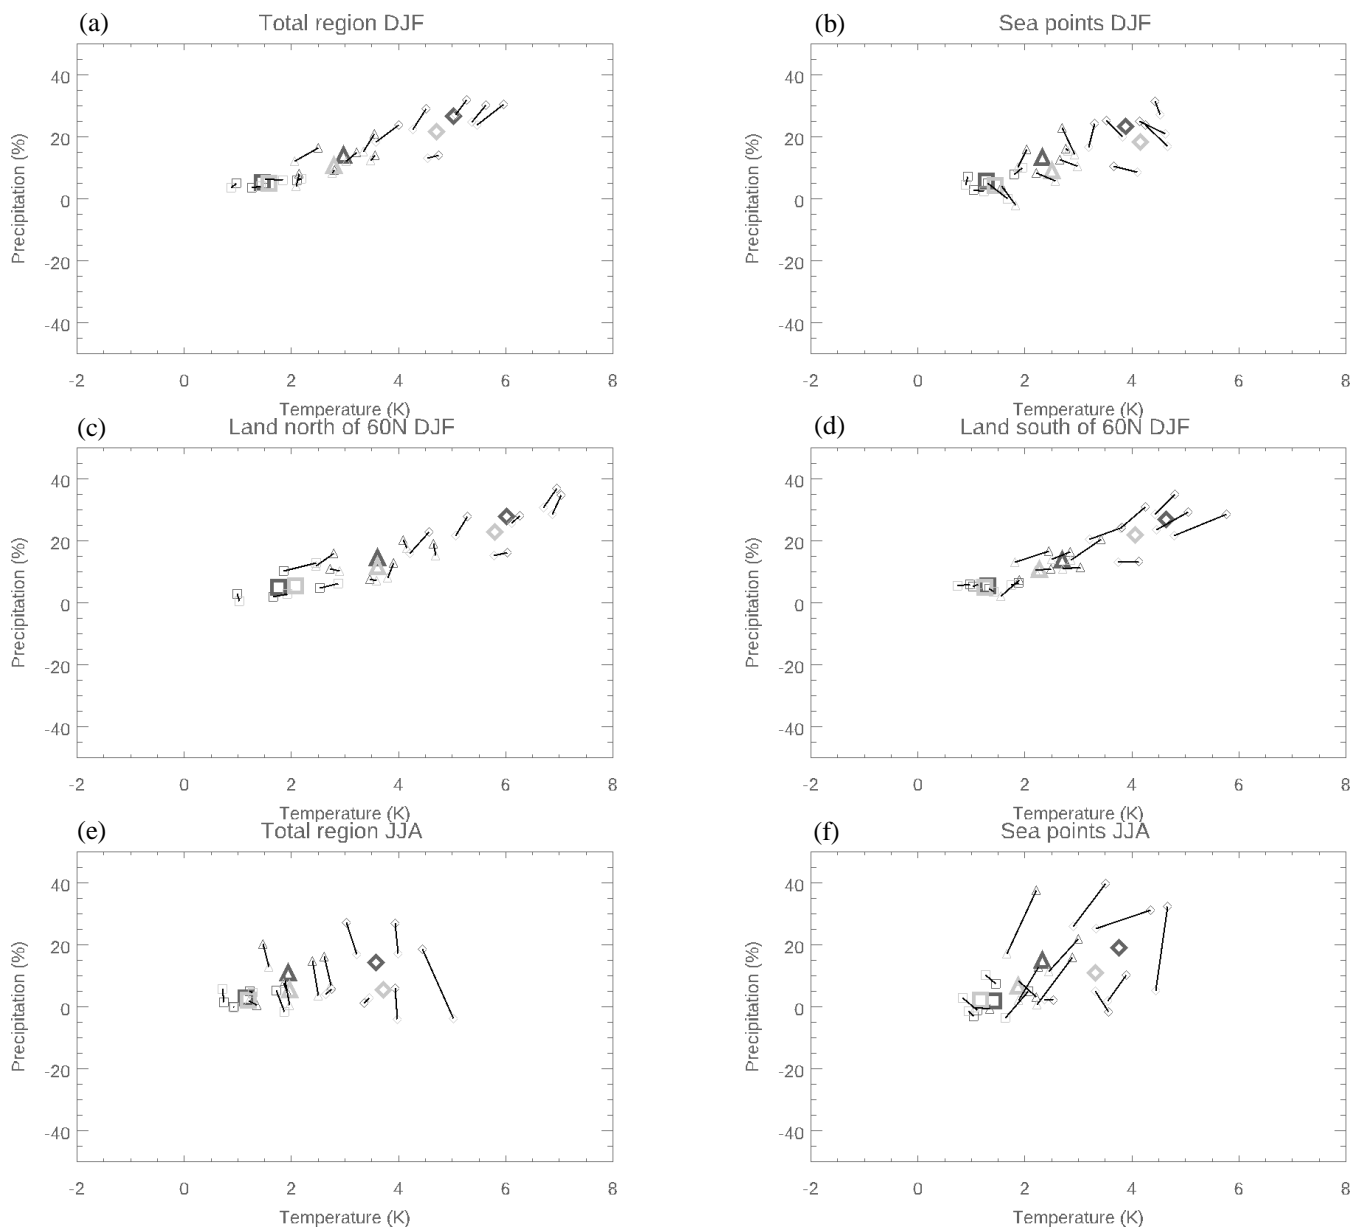 (a) Total region DJF
(b) Sea points DJF
40
20
0
-20
-40
Precipitation (%)
-2 0 2 4 6 8
Temperature (K)
40
20
0
-20
-40
Precipitation (%)
-2 0 2 4 6 8
Temperature (K)
(c) Land north of 60N DJF
(d) Land south of 60N DJF
40
20
0
-20
-40
Precipitation (%)
-2 0 2 4 6 8
Temperature (K)
40
20
0
-20
-40
Precipitation (%)
-2 0 2 4 6 8
Temperature (K)
(e) Total region JJA
(f) Sea points JJA
40
20
0
-20
-40
Precipitation (%)
-2 0 2 4 6 8
Temperature (K)
40
20
0
-20
-40
Precipitation (%)
-2 0 2 4 6 8
Temperature (K)